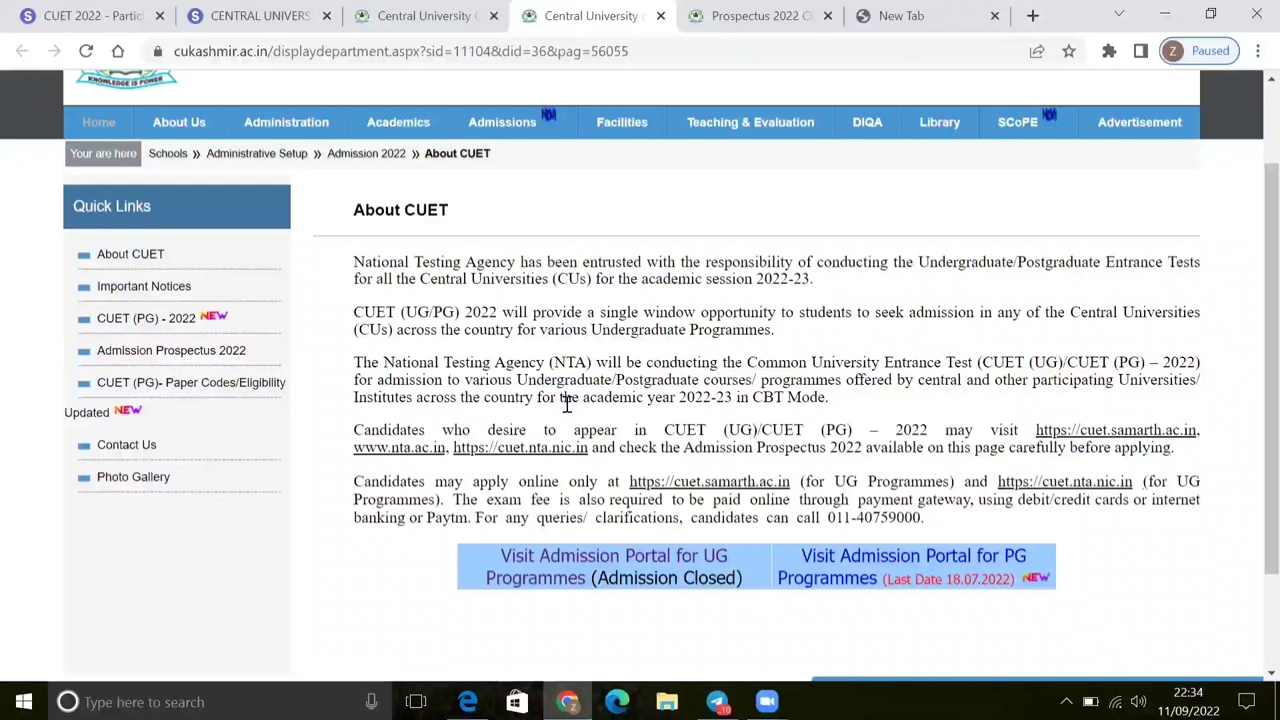 CUET 2022 - Partic
CENTRAL UNIVERS
Central University C
Central University a
Prospectus 2022 C
New Tab
cukashmir.ac.in/displaydepartment.aspx?sid=11104&did=36&pag=56055
Z Paused
KNOWLEDGE IS POWER
Home About Us Administration Academics Admissions Facilities Teaching & Evaluation DIQA Library SCoPE Advertisement
You are here Schools » Administrative Setup » Admission 2022 » About CUET
Quick Links
About CUET
Important Notices
CUET (PG) - 2022 NEW
Admission Prospectus 2022
CUET (PG)- Paper Codes/Eligibility
Updated NEW
Contact Us
Photo Gallery
About CUET
National Testing Agency has been entrusted with the responsibility of conducting the Undergraduate/Postgraduate Entrance Tests
for all the Central Universities (CUs) for the academic session 2022-23.
CUET (UG/PG) 2022 will provide a single window opportunity to students to seek admission in any of the Central Universities
(CUs) across the country for various Undergraduate Programmes.
The National Testing Agency (NTA) will be conducting the Common University Entrance Test (CUET (UG)/CUET (PG) – 2022)
for admission to various Undergraduate/Postgraduate courses/ programmes offered by central and other participating Universities/
Institutes across the country for the academic year 2022-23 in CBT Mode.
Candidates who desire to appear in CUET (UG)/CUET (PG) – 2022 may visit https://cuet.samarth.ac.in,
www.nta.ac.in, https://cuet.nta.nic.in and check the Admission Prospectus 2022 available on this page carefully before applying.
Candidates may apply online only at https://cuet.samarth.ac.in (for UG Programmes) and https://cuet.nta.nic.in (for UG
Programmes). The exam fee is also required to be paid online through payment gateway, using debit/credit cards or internet
banking or Paytm. For any queries/ clarifications, candidates can call 011-40759000.
Visit Admission Portal for UG
Programmes (Admission Closed)
Visit Admission Portal for PG
Programmes (Last Date 18.07.2022) NEW
Type here to search
22:34
11/09/2022